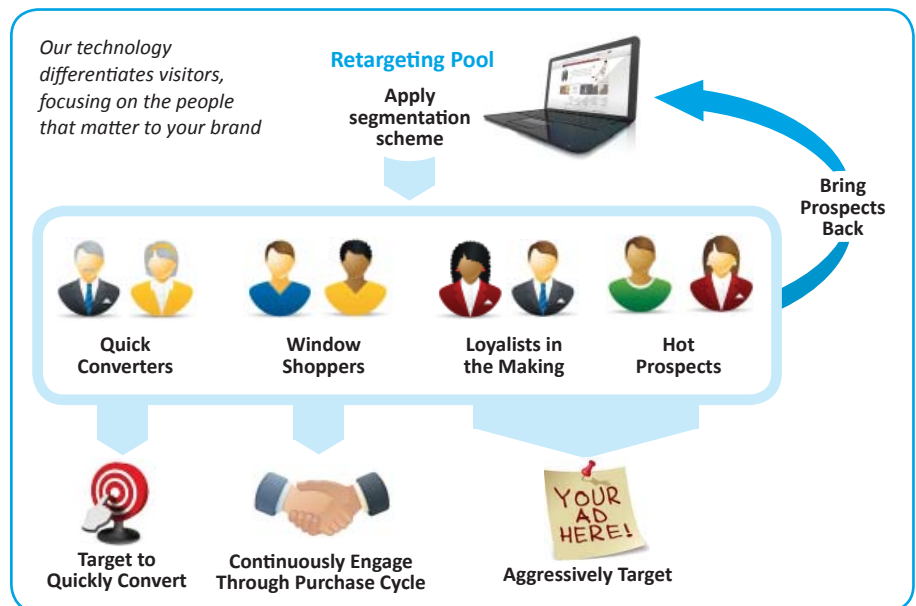 Our technology
differentiates visitors,
focusing on the people
that matter to your brand
Retargeting Pool
Apply
segmentation
scheme
Bring
Prospects
Back
Quick
Converters
Window
Shoppers
Loyalists in
the Making
Hot
Prospects
Target to
Quickly Convert
Continuously Engage
Through Purchase Cycle
YOUR
AD
HERE!
Aggressively Target